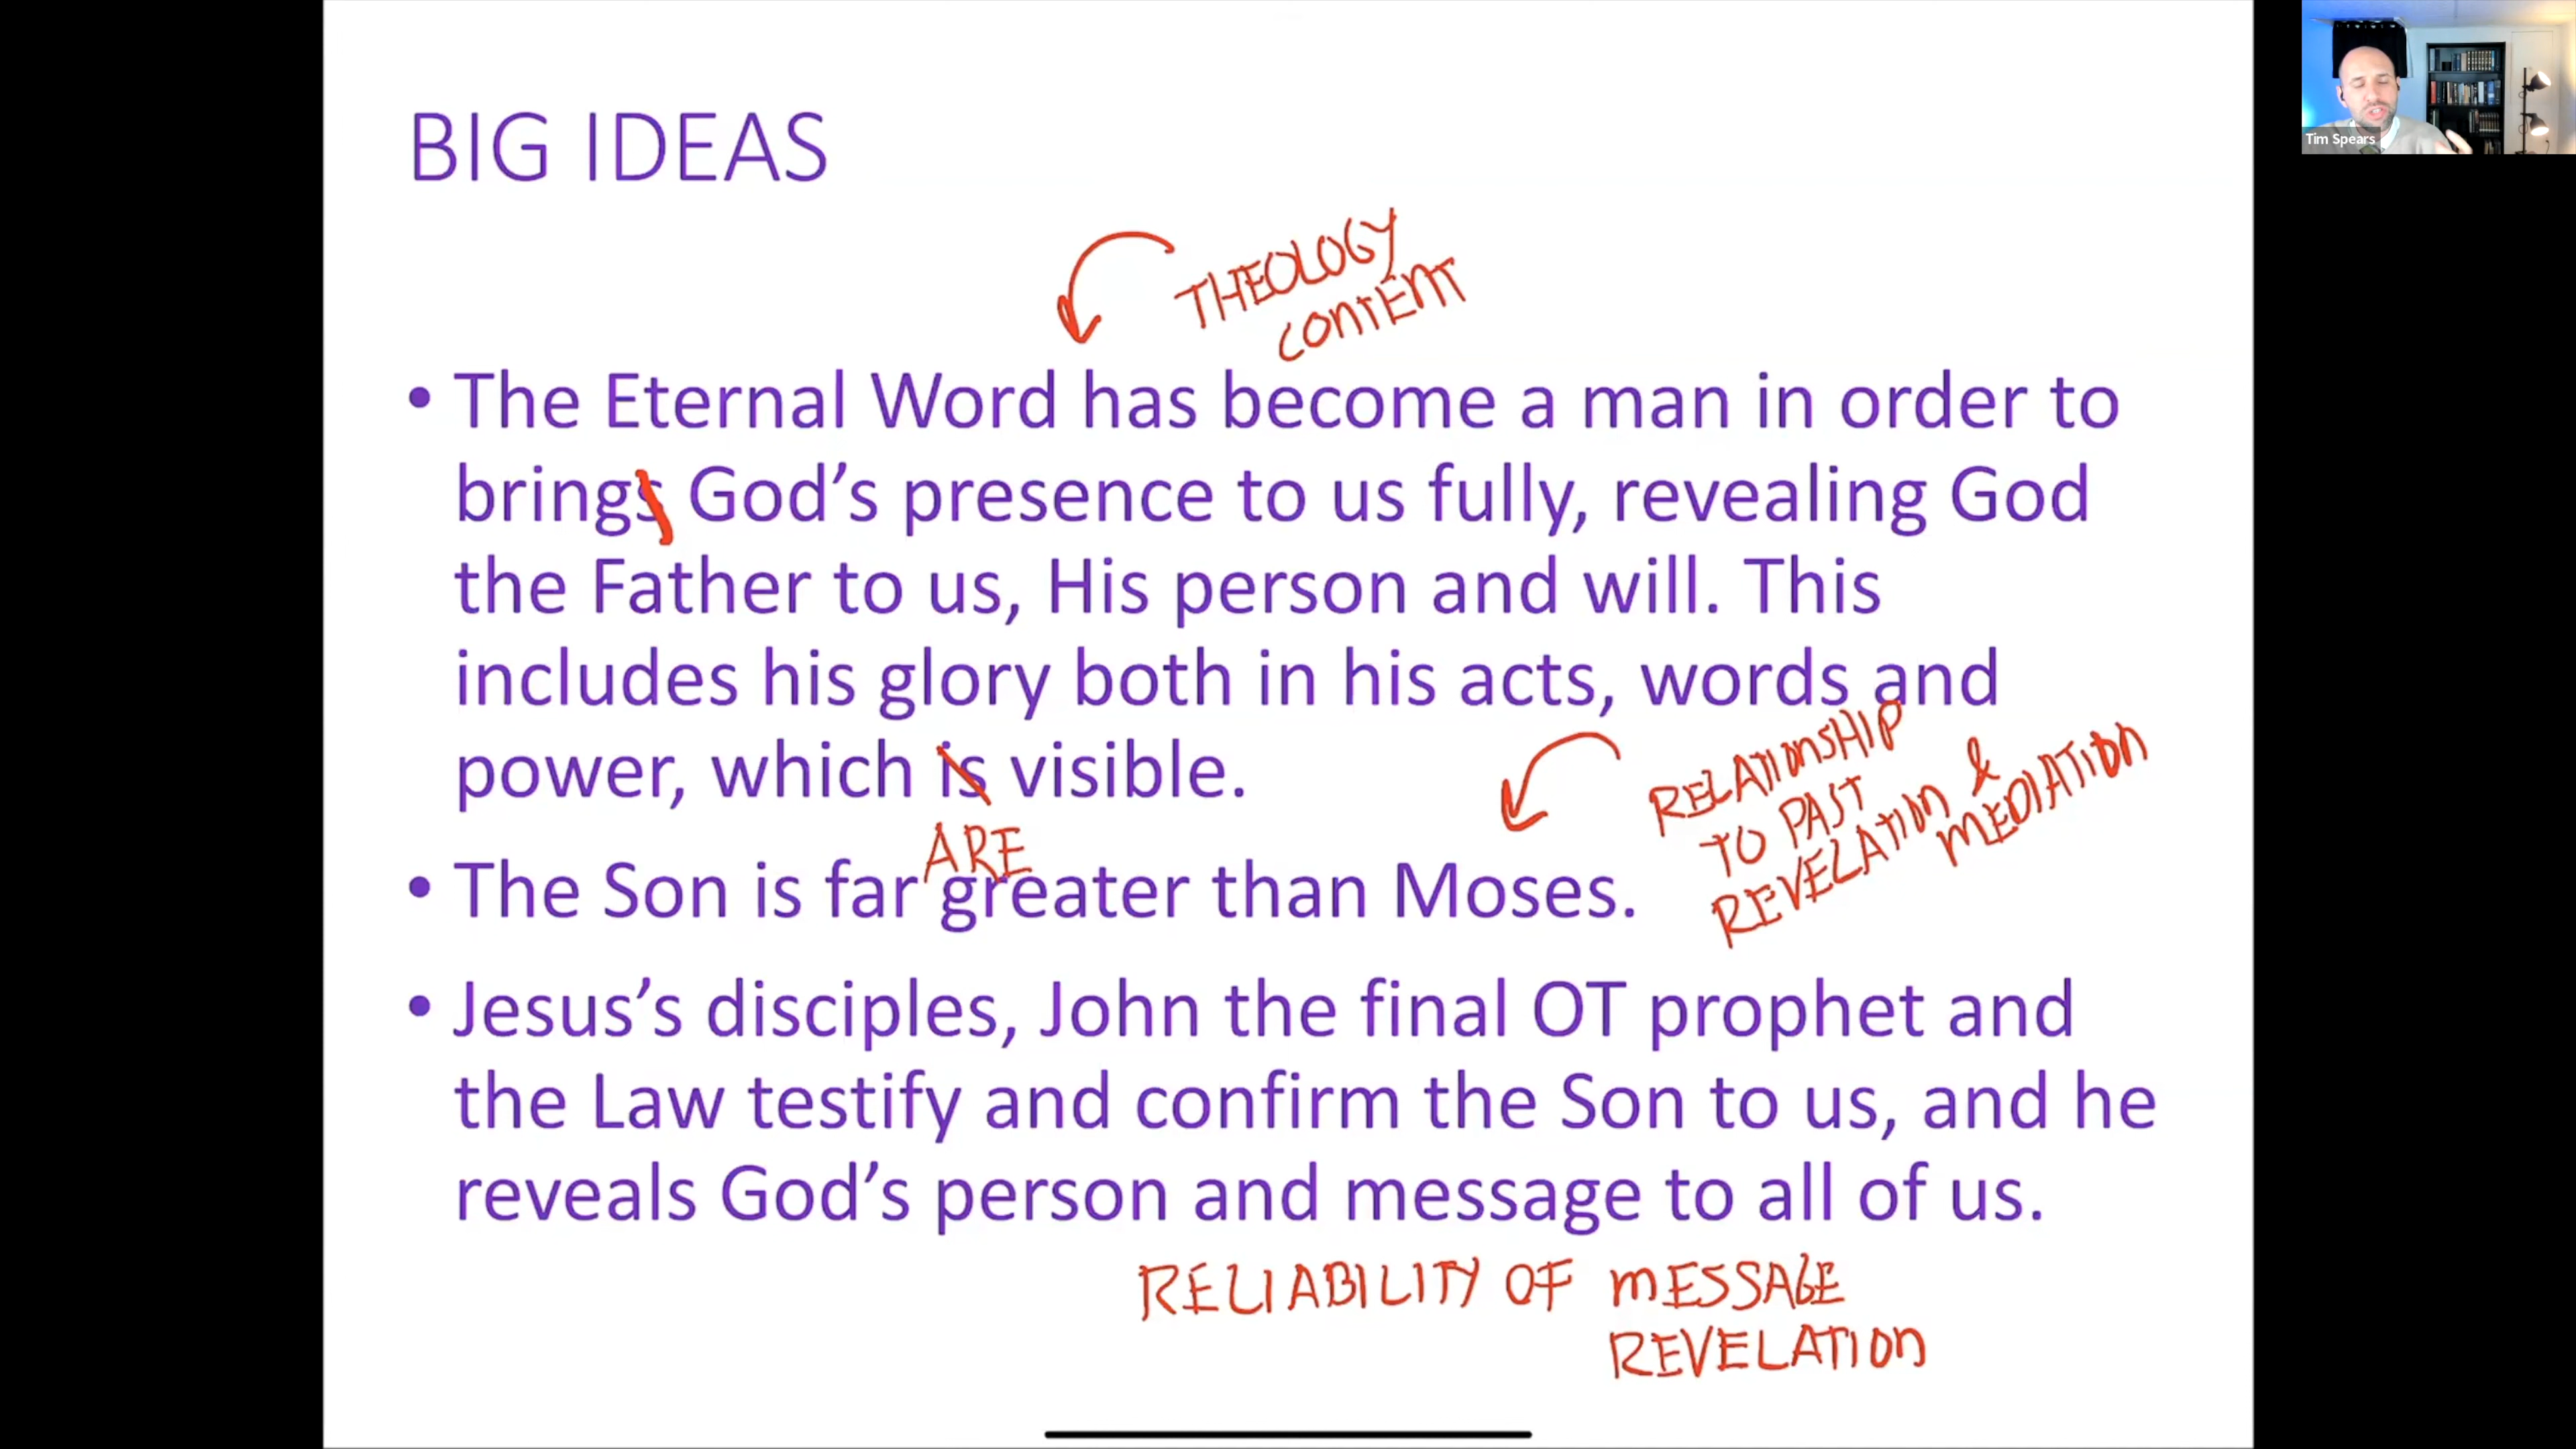 BIG IDEAS
Tim Spears
THEOLOGY
CONTENT
• The Eternal Word has become a man in order to
brings God’s presence to us fully, revealing God
the Father to us, His person and will. This
includes his glory both in his acts, words and
power, which is visible.
ARE
RELATIONSHIP
TO PAST
REVELATION &
MEDIATION
• The Son is far greater than Moses.
• Jesus’s disciples, John the final OT prophet and
the Law testify and confirm the Son to us, and he
reveals God’s person and message to all of us.
RELIABILITY OF MESSAGE
REVELATION